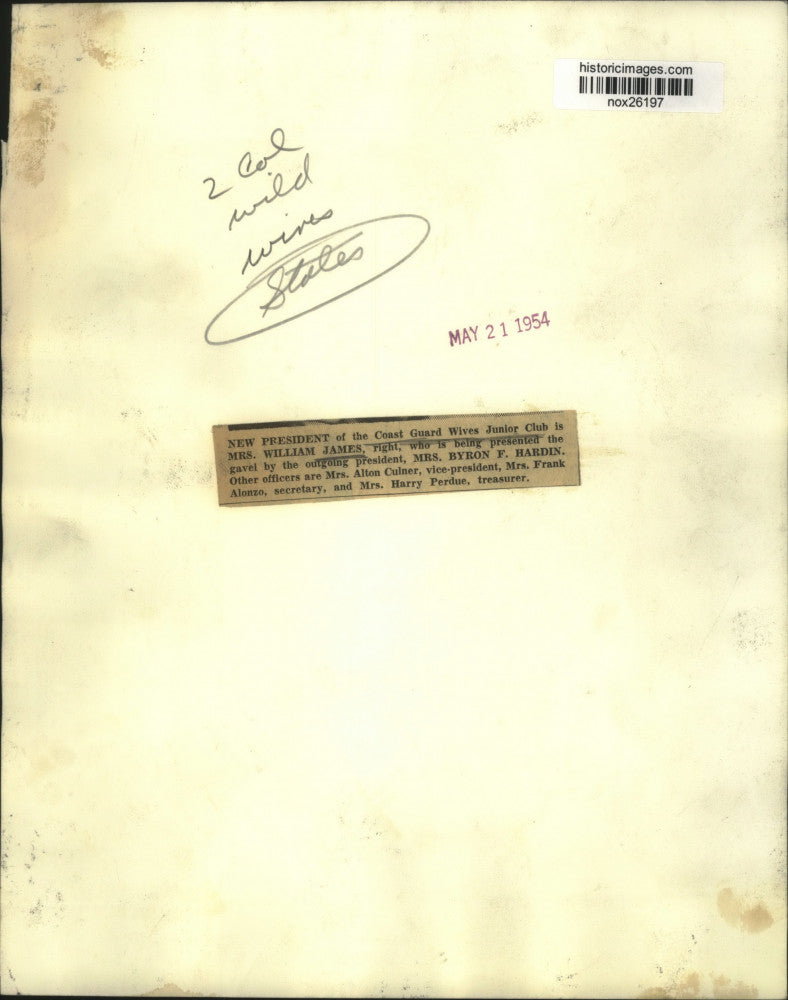 historicimages.com
nox26197
2 Col
wild
wires
States
MAY 21 1954
NEW PRESIDENT of the Coast Guard Wives Junior Club is
MRS. WILLIAM JAMES, right, who is being presented the
gavel by the outgoing president, MRS. BYRON F. HARDIN.
Other officers are Mrs. Alton Culner, vice-president, Mrs. Frank
Alonzo, secretary, and Mrs. Harry Perdue, treasurer.